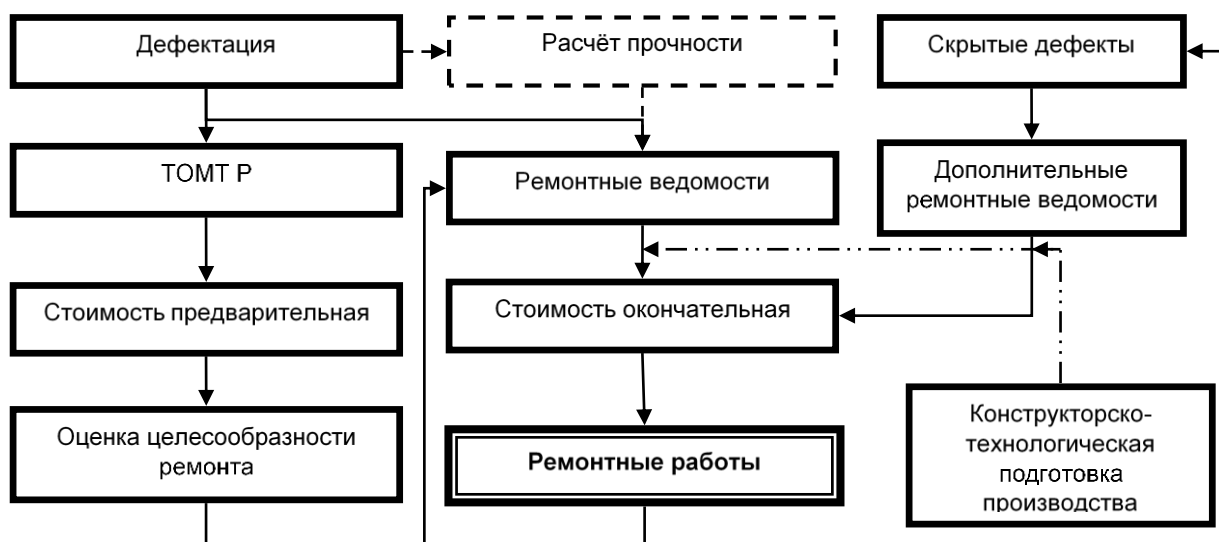 Дефектация
Расчёт прочности
Скрытые дефекты
ТОМТ Р
Ремонтные ведомости
Дополнительные
ремонтные ведомости
Стоимость предварительная
Стоимость окончательная
Оценка целесообразности
ремонта
Ремонтные работы
Конструкторско-
технологическая
подготовка
производства